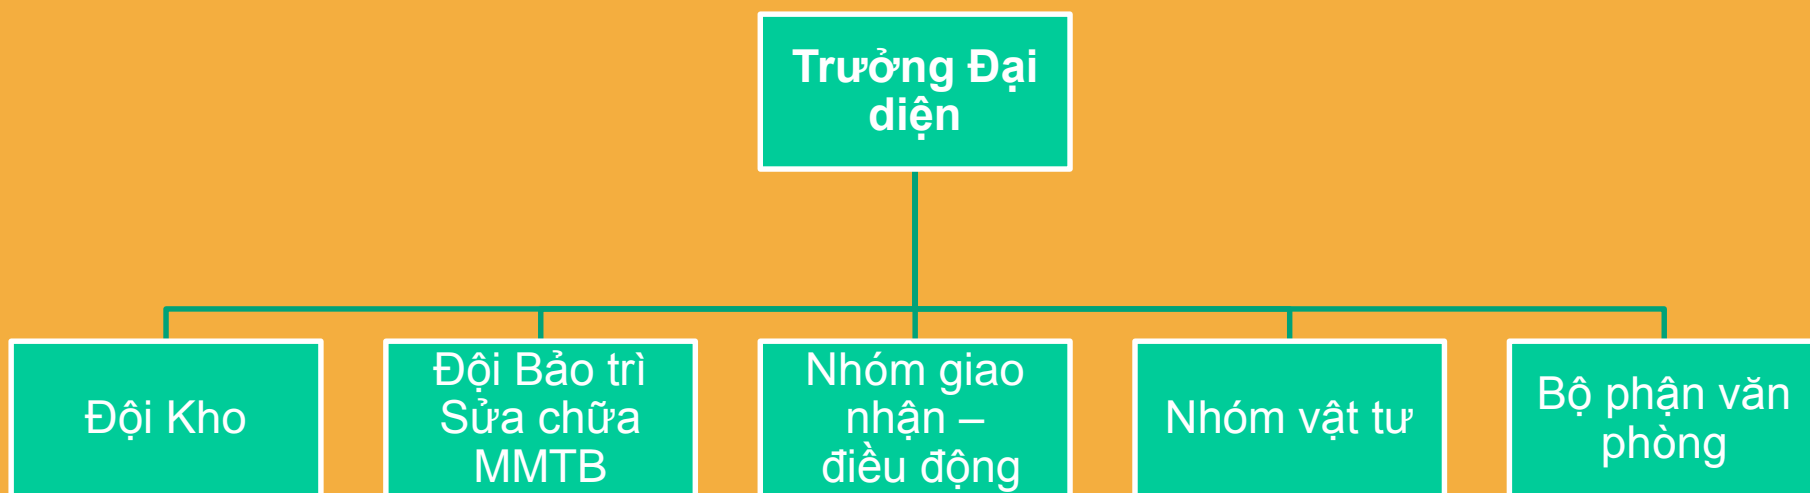 Trưởng Đại
diện
Đội Kho
Đội Bảo trì
Sửa chữa
MMTB
Nhóm giao
nhận –
điều động
Nhóm vật tư
Bộ phận văn
phòng